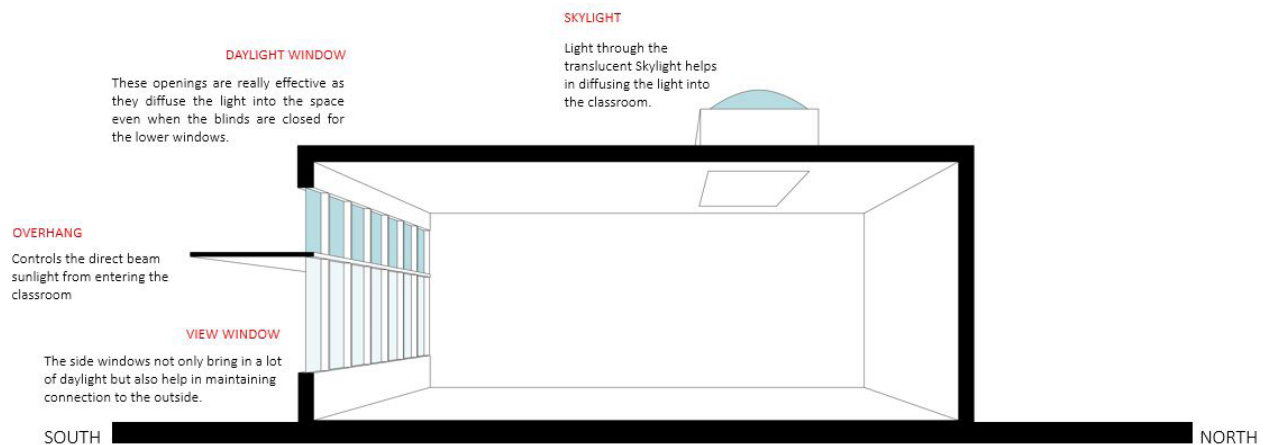 SKYLIGHT
Light through the
translucent Skylight helps
in diffusing the light into
the classroom.
DAYLIGHT WINDOW
These openings are really effective as
they diffuse the light into the space
even when the blinds are closed for
the lower windows.
OVERHANG
Controls the direct beam
sunlight from entering the
classroom
VIEW WINDOW
The side windows not only bring in a lot
of daylight but also help in maintaining
connection to the outside.
SOUTH
NORTH